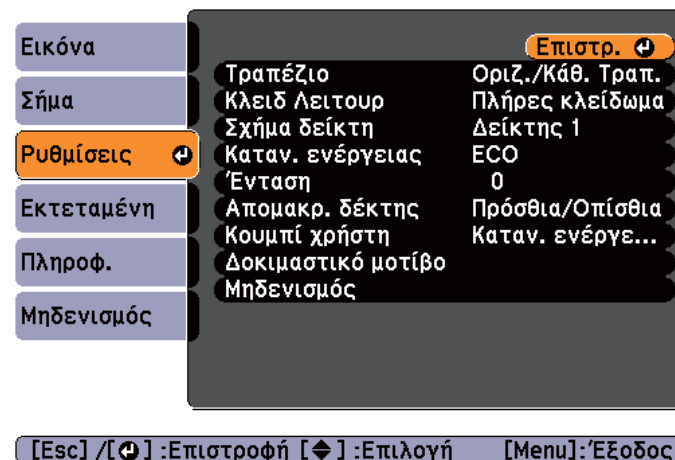 Εικόνα
Σήμα
Ρυθμίσεις
Εκτεταμένη
Πληροφ.
Μηδενισμός
Επιστρ.
Τραπέζιο Οριζ./Κάθ. Τραπ.
Κλειδ Λειτουρ Πλήρες κλείδωμα
Σχήμα δείκτη Δείκτης 1
Καταν. ενέργειας ECO
Ένταση 0
Απομακρ. δέκτης Πρόσθια/Οπίσθια
Κουμπί χρήστη Καταν. ενέργε...
Δοκιμαστικό μοτίβο
Μηδενισμός
[Esc] /[⏎] :Επιστροφή [◆] :Επιλογή [Menu]:Έξοδος